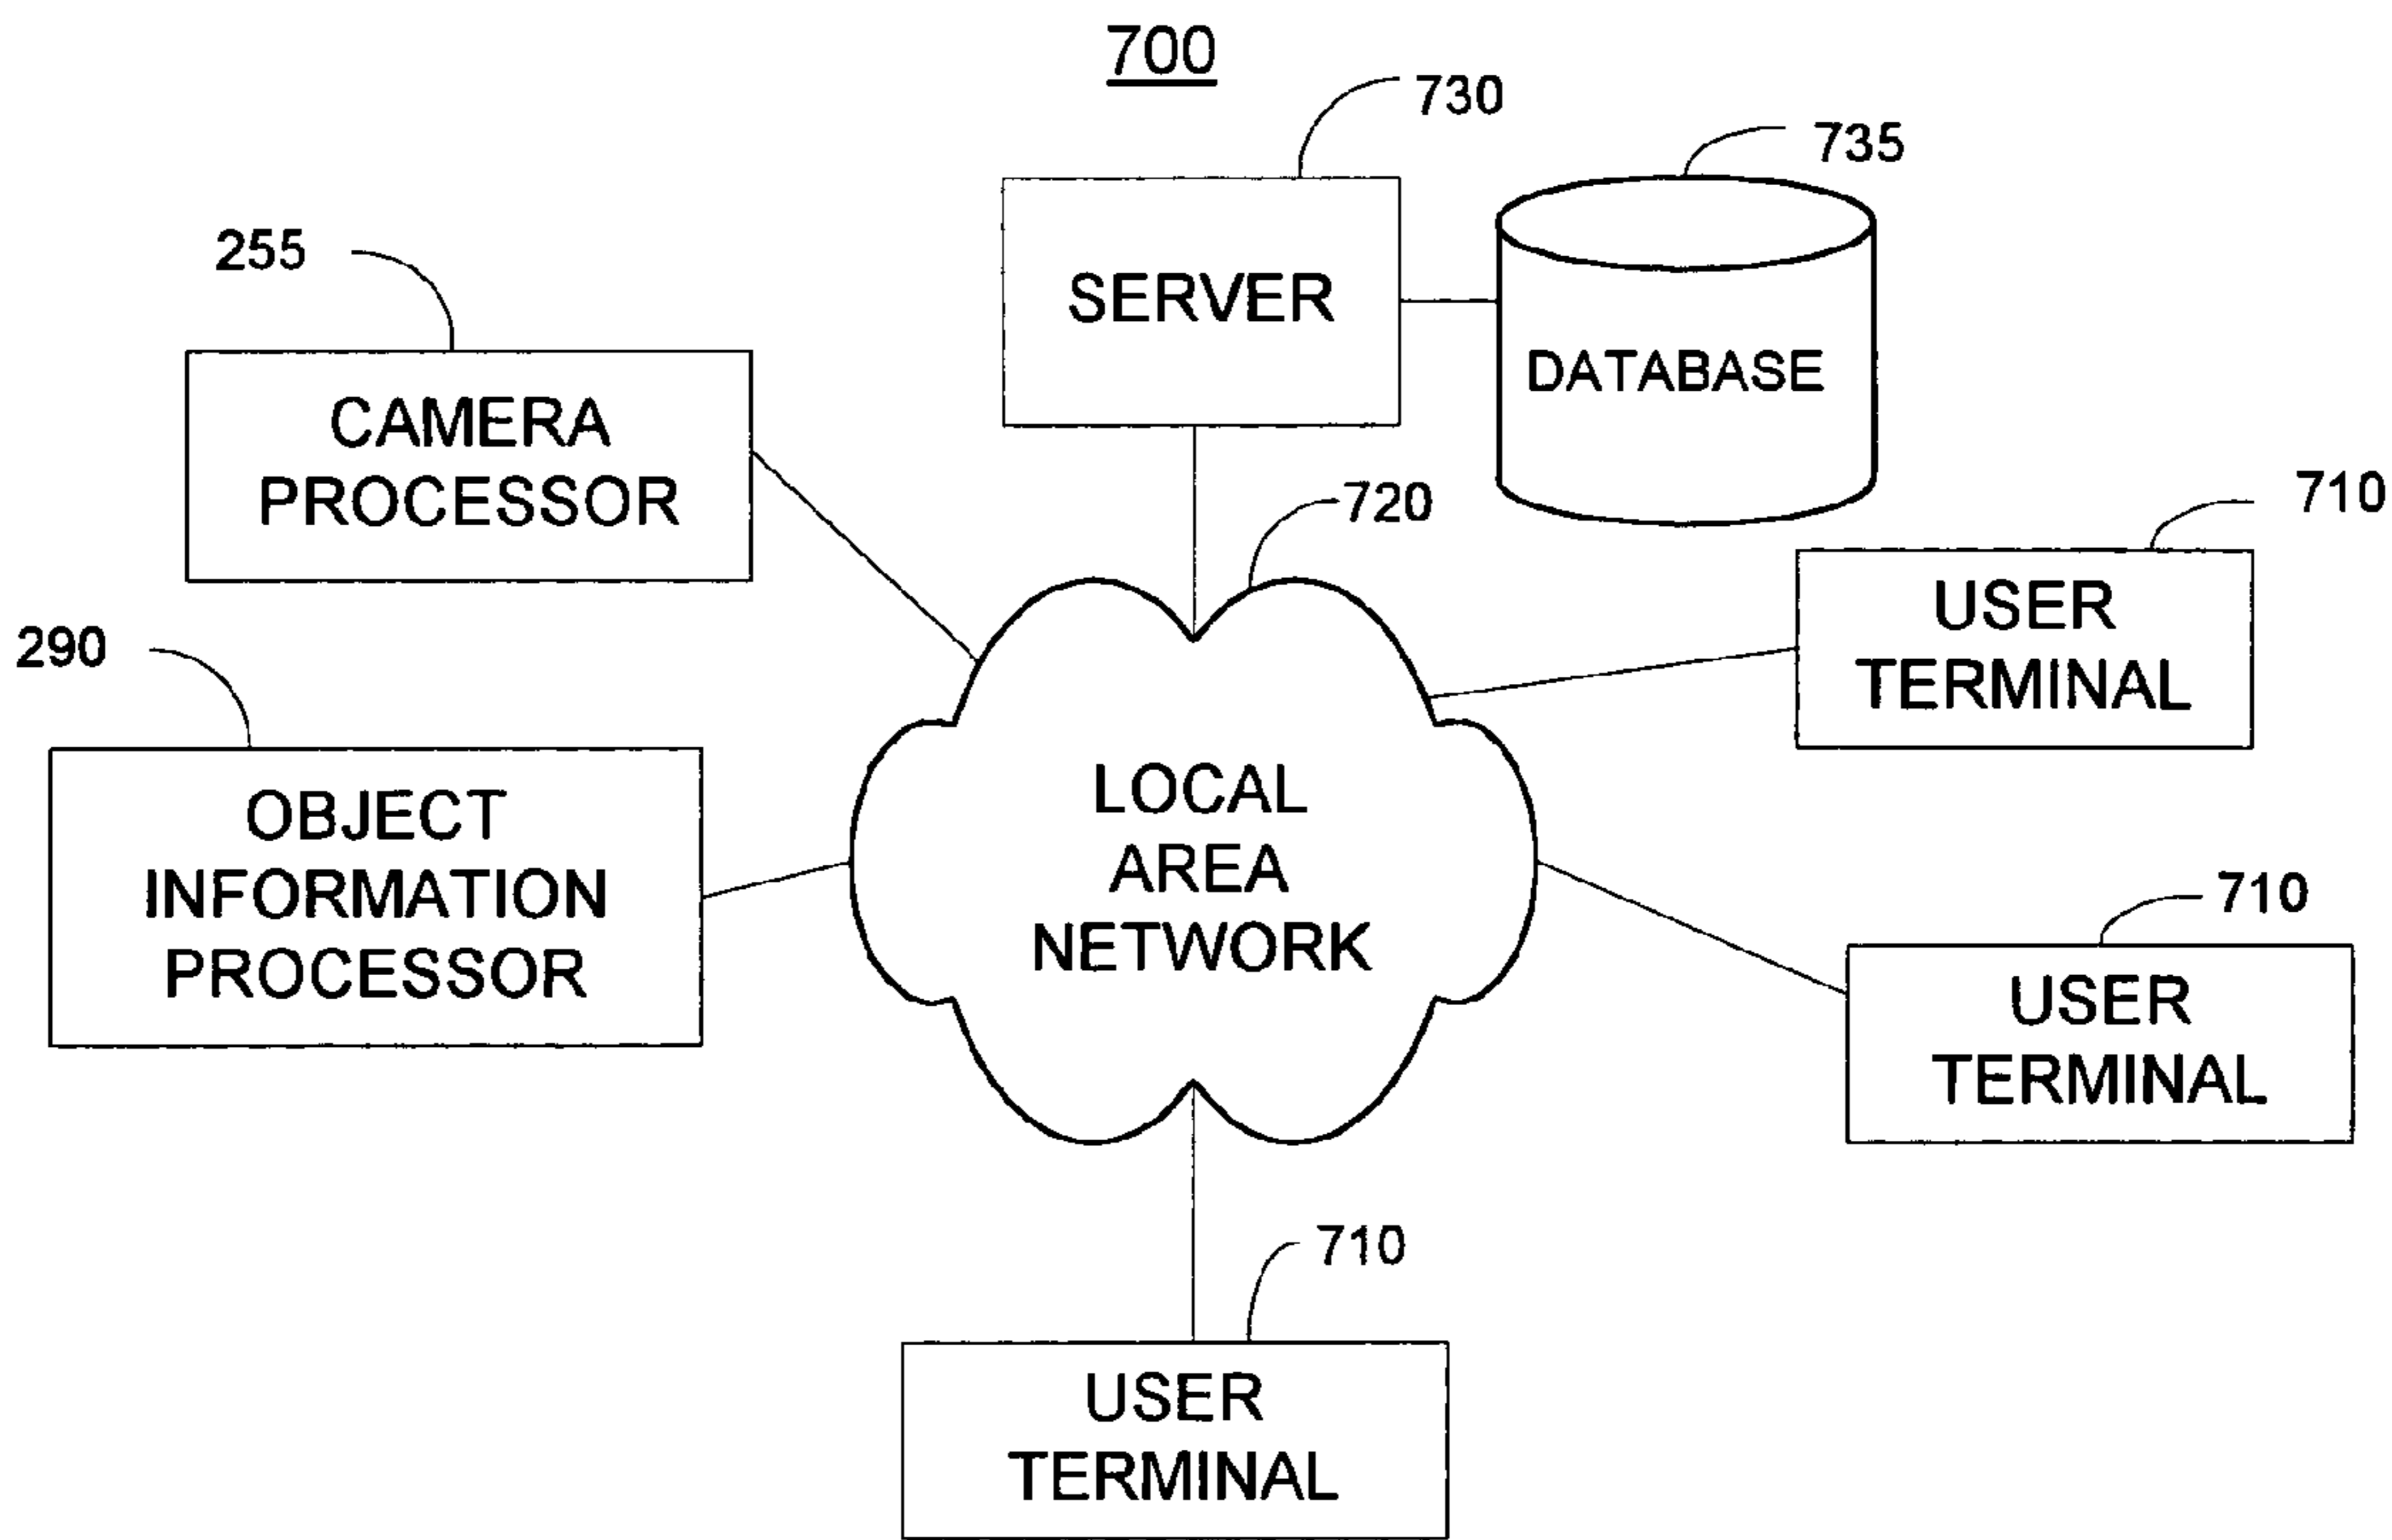 700
730
735
255
SERVER
DATABASE
CAMERA
PROCESSOR
720
710
USER
TERMINAL
290
OBJECT
INFORMATION
PROCESSOR
LOCAL
AREA
NETWORK
710
USER
TERMINAL
710
USER
TERMINAL